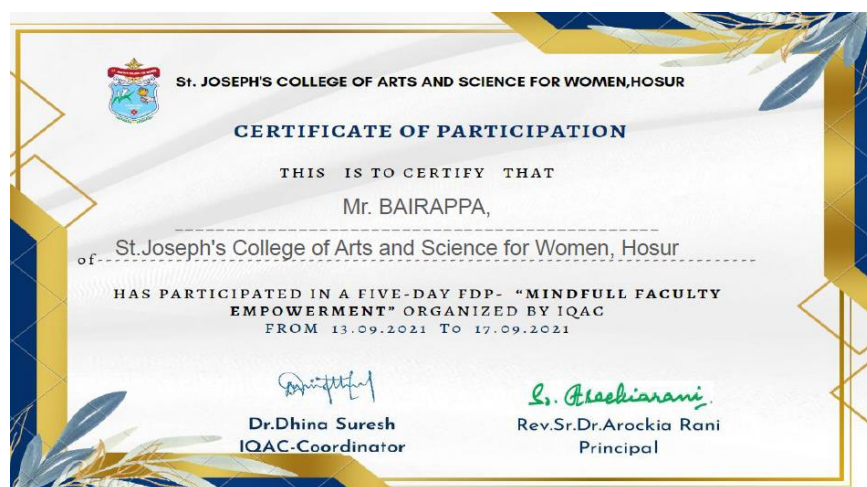 St. JOSEPH'S COLLEGE OF ARTS AND SCIENCE FOR WOMEN,HOSUR
CERTIFICATE OF PARTICIPATION
THIS IS TO CERTIFY THAT
Mr. BAIRAPPA,
of St.Joseph's College of Arts and Science for Women, Hosur
HAS PARTICIPATED IN A FIVE-DAY FDP- “MINDFULL FACULTY
EMPOWERMENT” ORGANIZED BY IQAC
FROM 13.09.2021 To 17.09.2021
Dr.Dhina Suresh
IQAC-Coordinator
Rev.Sr.Dr.Arockia Rani
Principal